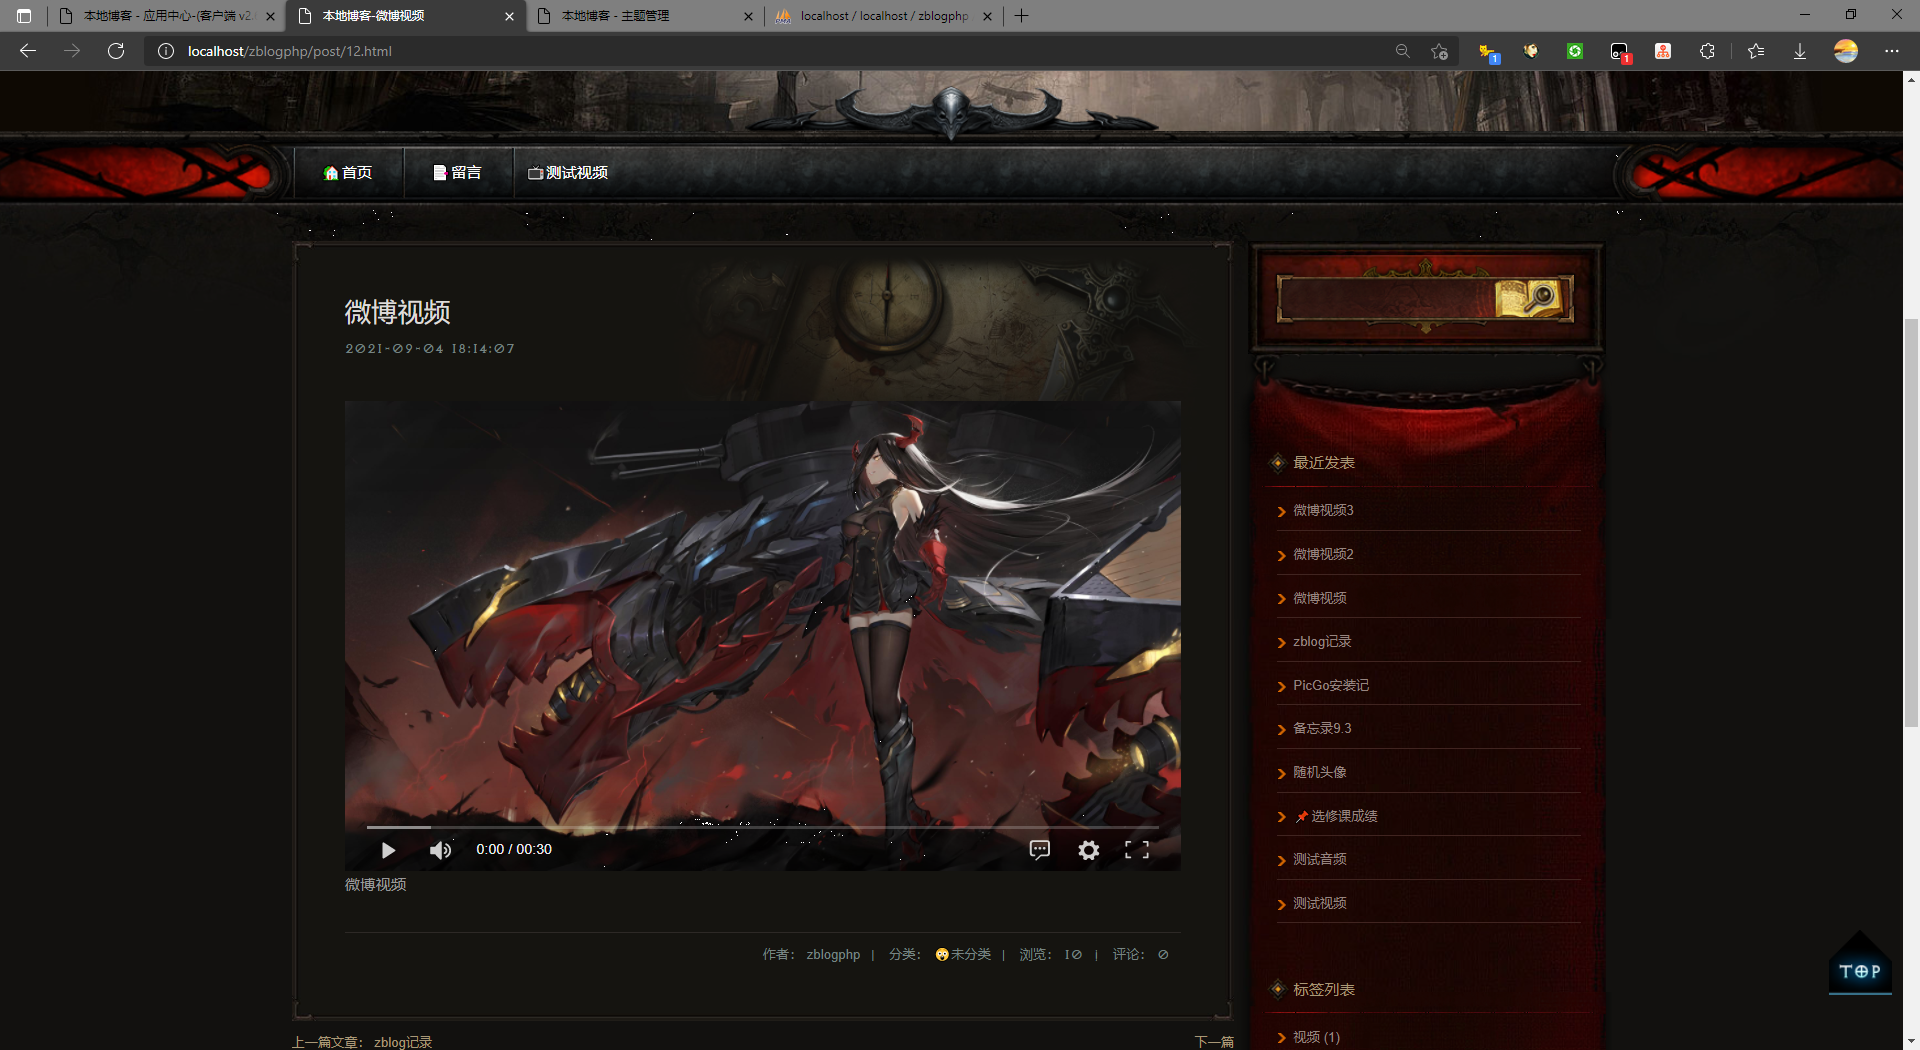 本地博客 - 应用中心-(客户端 v2.
本地博客-微博视频
本地博客 - 主题管理
localhost / localhost / zblogphp
localhost/zblogphp/post/12.html
1
1
首页
留言
测试视频
微博视频
2021-09-04 18:14:07
0:00 / 00:30
微博视频
作者： zblogphp | 分类： 未分类 | 浏览： 10 | 评论： 0
上一篇文章： zblog记录
下一篇
最近发表
微博视频3
微博视频2
微博视频
zblog记录
PicGo安装记
备忘录9.3
随机头像
选修课成绩
测试音频
测试视频
标签列表
视频 (1)
TOP